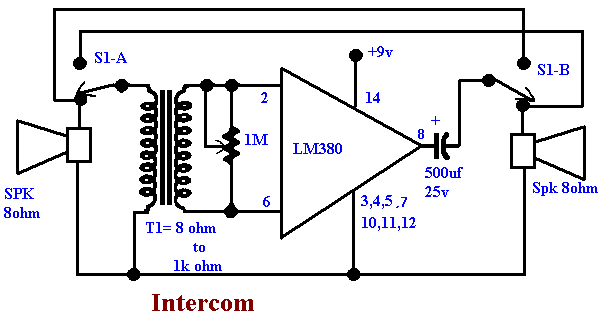 +9v
S1-A
S1-B
14
2
+
8
1M
LM380
500uf
25v
SPK
8ohm
Spk 8ohm
6
3,4,5 ,7
10,11,12
T1= 8 ohm
to
1k ohm
Intercom